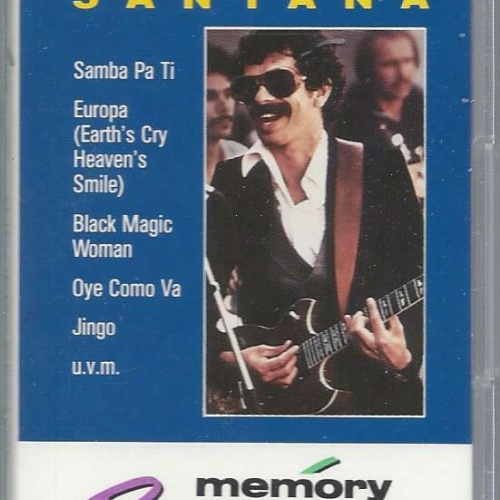 SANTANA
Samba Pa Ti
Europa
(Earth's Cry
Heaven's
Smile)
Black Magic
Woman
Oye Como Va
Jingo
u.v.m.
memory